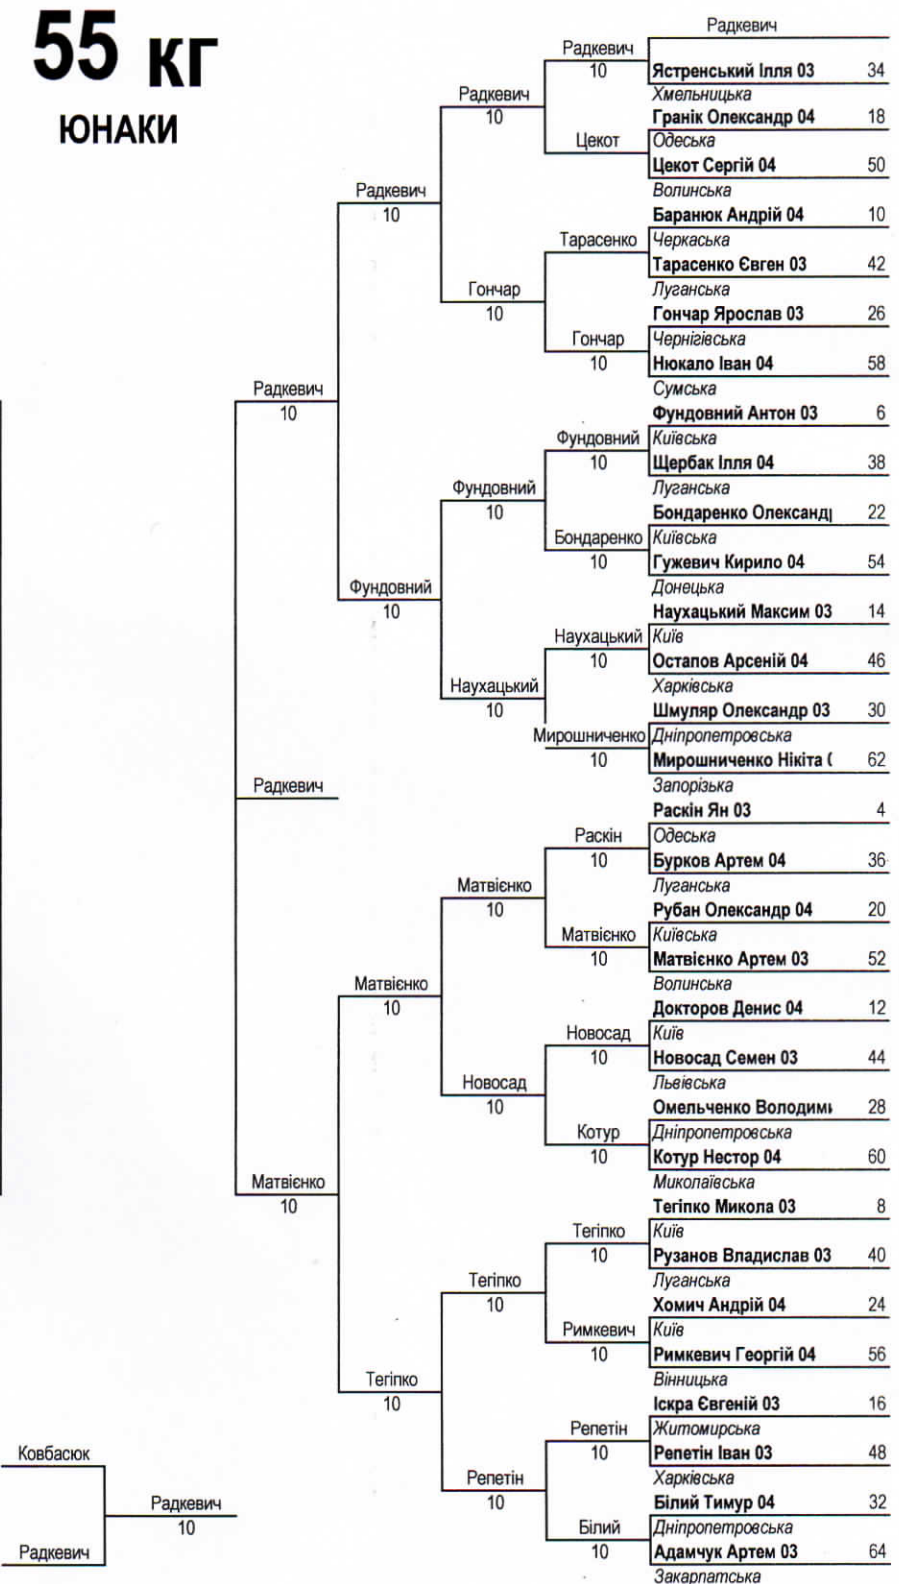 55 кг
ЮНАКИ
Радкевич
Радкевич
10
Ястренський Ілля 03 34
Хмельницька
Радкевич
10
Гранік Олександр 04 18
Цекот
Одеська
Цекот Сергій 04 50
Волинська
Радкевич
10
Баранюк Андрій 04 10
Тарасенко
Черкаська
Тарасенко Євген 03 42
Луганська
Гончар
10
Гончар Ярослав 03 26
Гончар
10
Чернігівська
Нюкало Іван 04 58
Сумська
Радкевич
10
Фундовний Антон 03 6
Фундовний
10
Київська
Щербак Ілля 04 38
Луганська
Фундовний
10
Бондаренко Олександ 22
Бондаренко
10
Київська
Гужевич Кирило 04 54
Донецька
Фундовний
10
Наухацький Максим 03 14
Наухацький
10
Київ
Остапов Арсеній 04 46
Харківська
Наухацький
10
Шмуляр Олександр 03 30
Мирошниченко
10
Дніпропетровська
Мирошниченко Нікіта 62
Запорізька
Радкевич
Раскін Ян 03 4
Раскін
10
Одеська
Бурков Артем 04 36
Луганська
Матвієнко
10
Рубан Олександр 04 20
Матвієнко
10
Київська
Матвієнко Артем 03 52
Волинська
Матвієнко
10
Докторов Денис 04 12
Новосад
10
Київ
Новосад Семен 03 44
Львівська
Новосад
10
Омельченко Володим 28
Котур
10
Дніпропетровська
Котур Нестор 04 60
Миколаївська
Матвієнко
10
Тегіпко Микола 03 8
Тегіпко
10
Київ
Рузанов Владислав 03 40
Луганська
Тегіпко
10
Хомич Андрій 04 24
Римкевич
10
Київ
Римкевич Георгій 04 56
Вінницька
Тегіпко
10
Іскра Євгеній 03 16
Репетін
10
Житомирська
Репетін Іван 03 48
Харківська
Репетін
10
Білий Тимур 04 32
Білий
10
Дніпропетровська
Адамчук Артем 03 64
Закарпатська
Ковбасюк
Радкевич
10
Радкевич